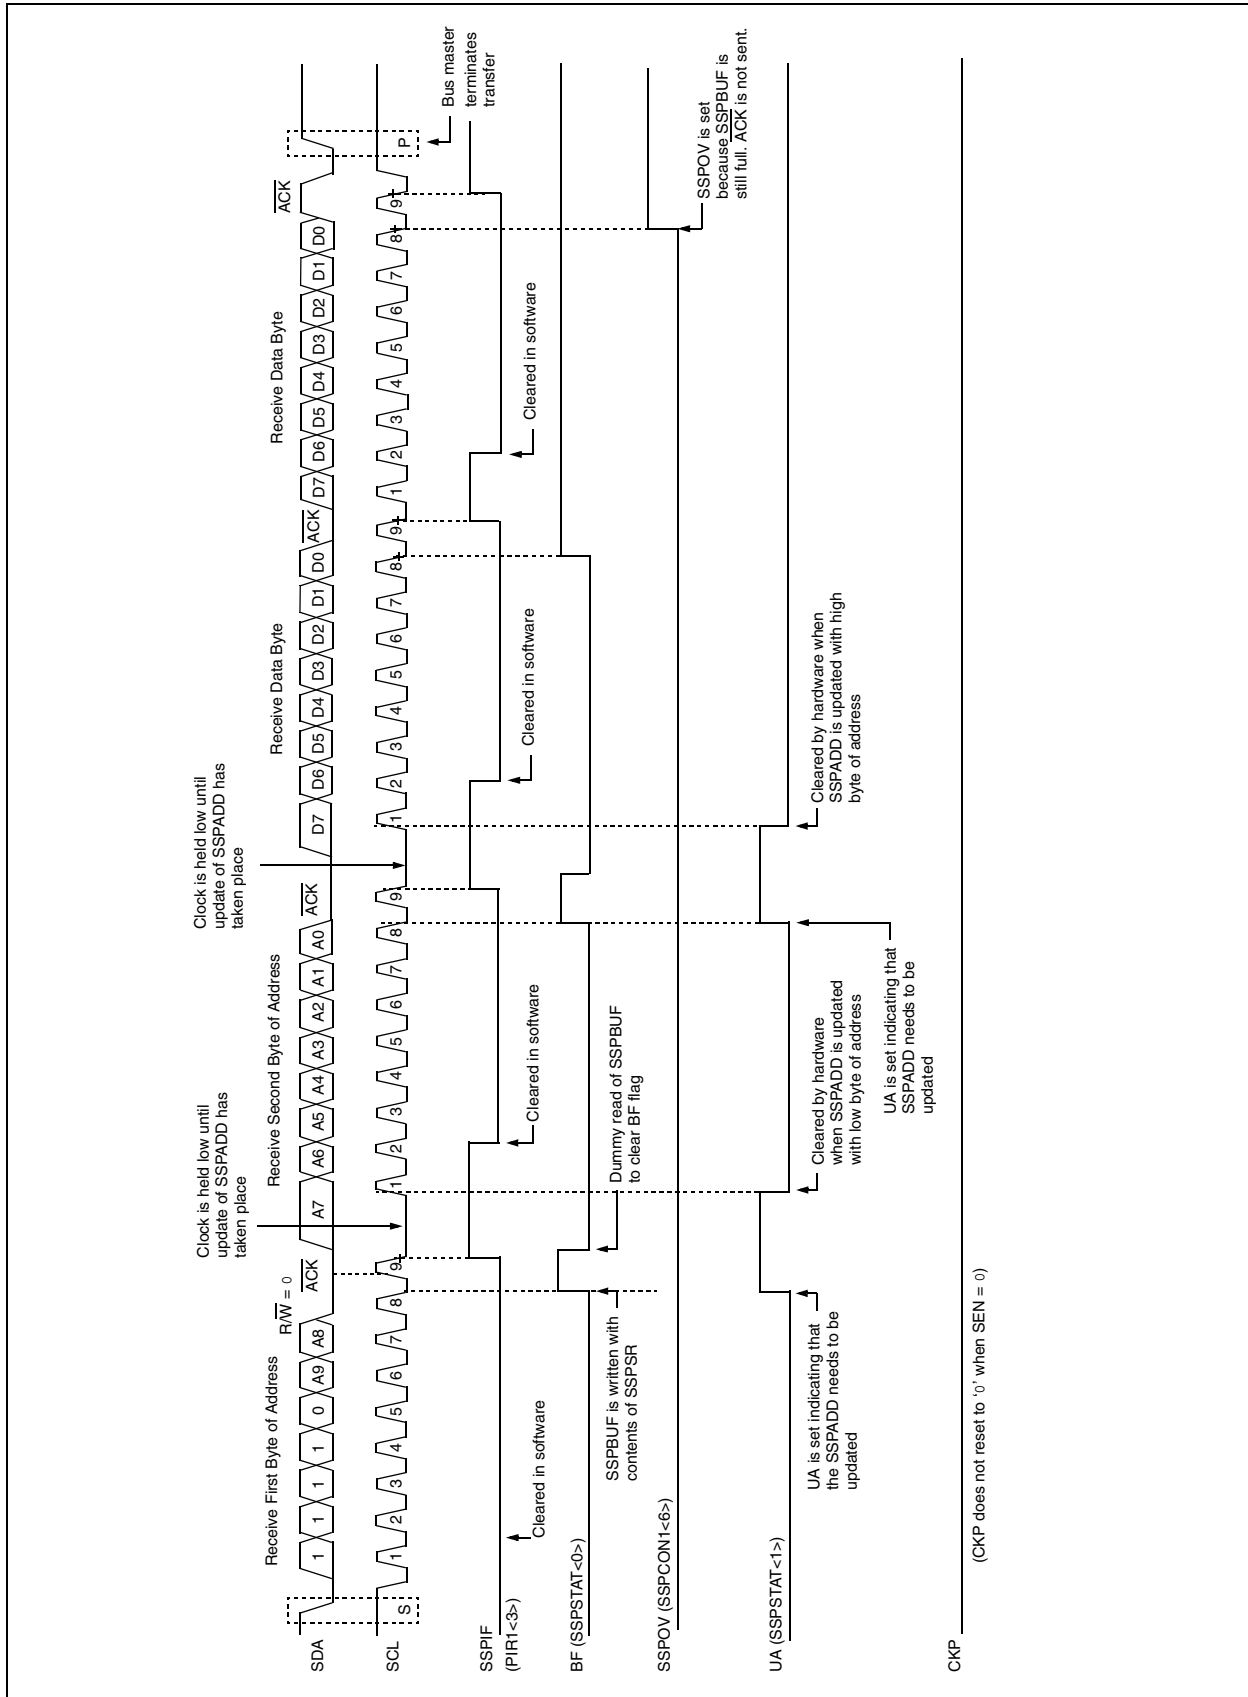 Receive First Byte of Address
R/W = 0
ACK
Clock is held low until
update of SSPADD has
taken place
Receive Second Byte of Address
ACK
Clock is held low until
update of SSPADD has
taken place
Receive Data Byte
ACK
Receive Data Byte
ACK
SDA
1 1 1 1 0 A9 A8 A7 A6 A5 A4 A3 A2 A1 A0 D7 D6 D5 D4 D3 D2 D1 D0 D7 D6 D5 D4 D3 D2 D1 D0
SCL
S
1 2 3 4 5 6 7 8 9 1 2 3 4 5 6 7 8 9 1 2 3 4 5 6 7 8 9 1 2 3 4 5 6 7 8 9
P
Bus master
terminates
transfer
SSPIF
(PIR1<3>)
Cleared in software
Cleared in software
Cleared in software
Cleared in software
BF (SSPSTAT<0>)
SSPBUF is written with
contents of SSPSR
Dummy read of SSPBUF
to clear BF flag
SSPOV (SSPCON1<6>)
SSPOV is set
because SSPBUF is
still full. ACK is not sent.
UA (SSPSTAT<1>)
UA is set indicating that
the SSPADD needs to be
updated
Cleared by hardware
when SSPADD is updated
with low byte of address
UA is set indicating that
SSPADD needs to be
updated
Cleared by hardware when
SSPADD is updated with high
byte of address
CKP
(CKP does not reset to ‘0’ when SEN = 0)